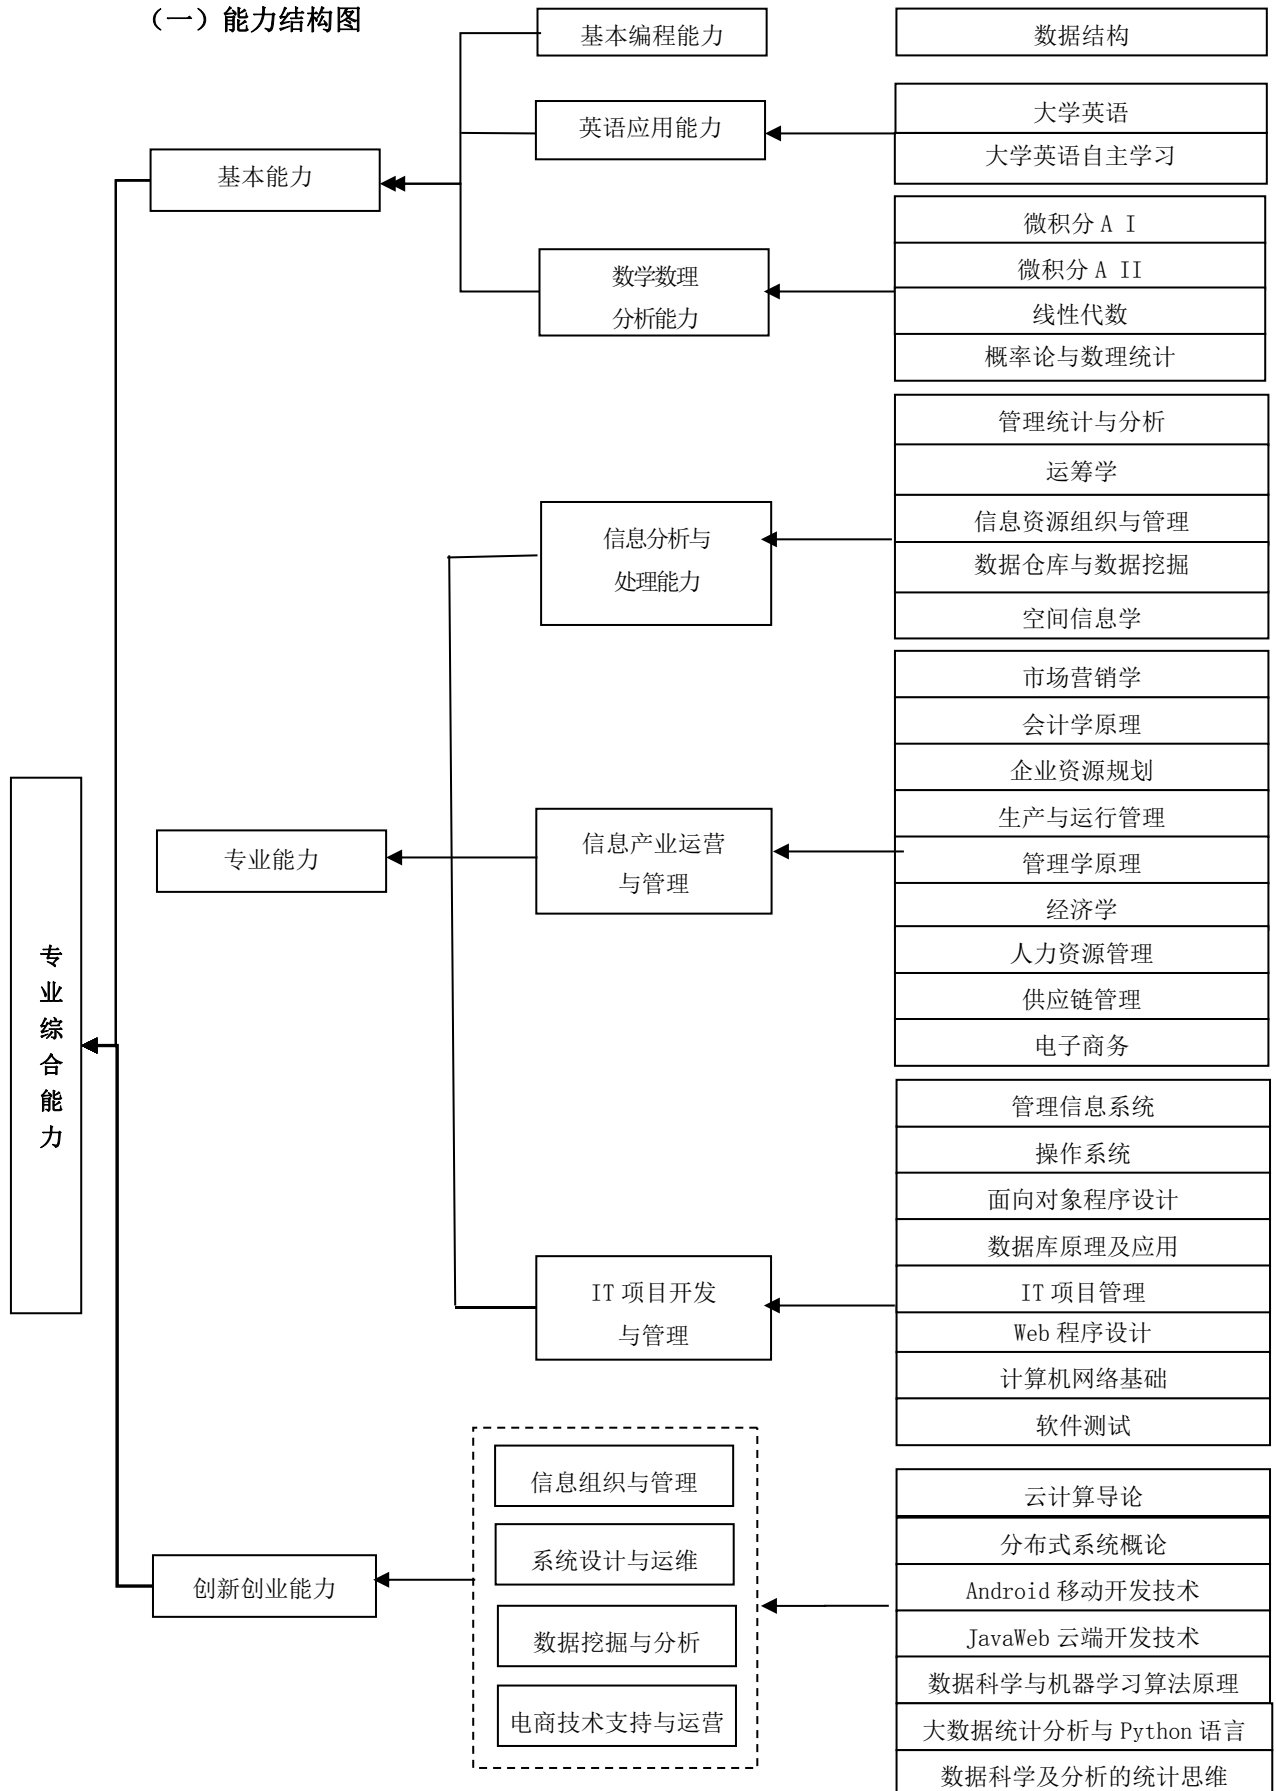 （一）能力结构图
基本编程能力
数据结构
英语应用能力
大学英语
大学英语自主学习
基本能力
数学数理
分析能力
微积分 A I
微积分 A II
线性代数
概率论与数理统计
信息分析与
处理能力
管理统计与分析
运筹学
信息资源组织与管理
数据仓库与数据挖掘
空间信息学
专业能力
信息产业运营
与管理
市场营销学
会计学原理
企业资源规划
生产与运行管理
管理学原理
经济学
人力资源管理
供应链管理
电子商务
专
业
综
合
能
力
IT 项目开发
与管理
管理信息系统
操作系统
面向对象程序设计
数据库原理及应用
IT 项目管理
Web 程序设计
计算机网络基础
软件测试
创新创业能力
信息组织与管理
系统设计与运维
数据挖掘与分析
电商技术支持与运营
云计算导论
分布式系统概论
Android 移动开发技术
JavaWeb 云端开发技术
数据科学与机器学习算法原理
大数据统计分析与 Python 语言
数据科学及分析的统计思维